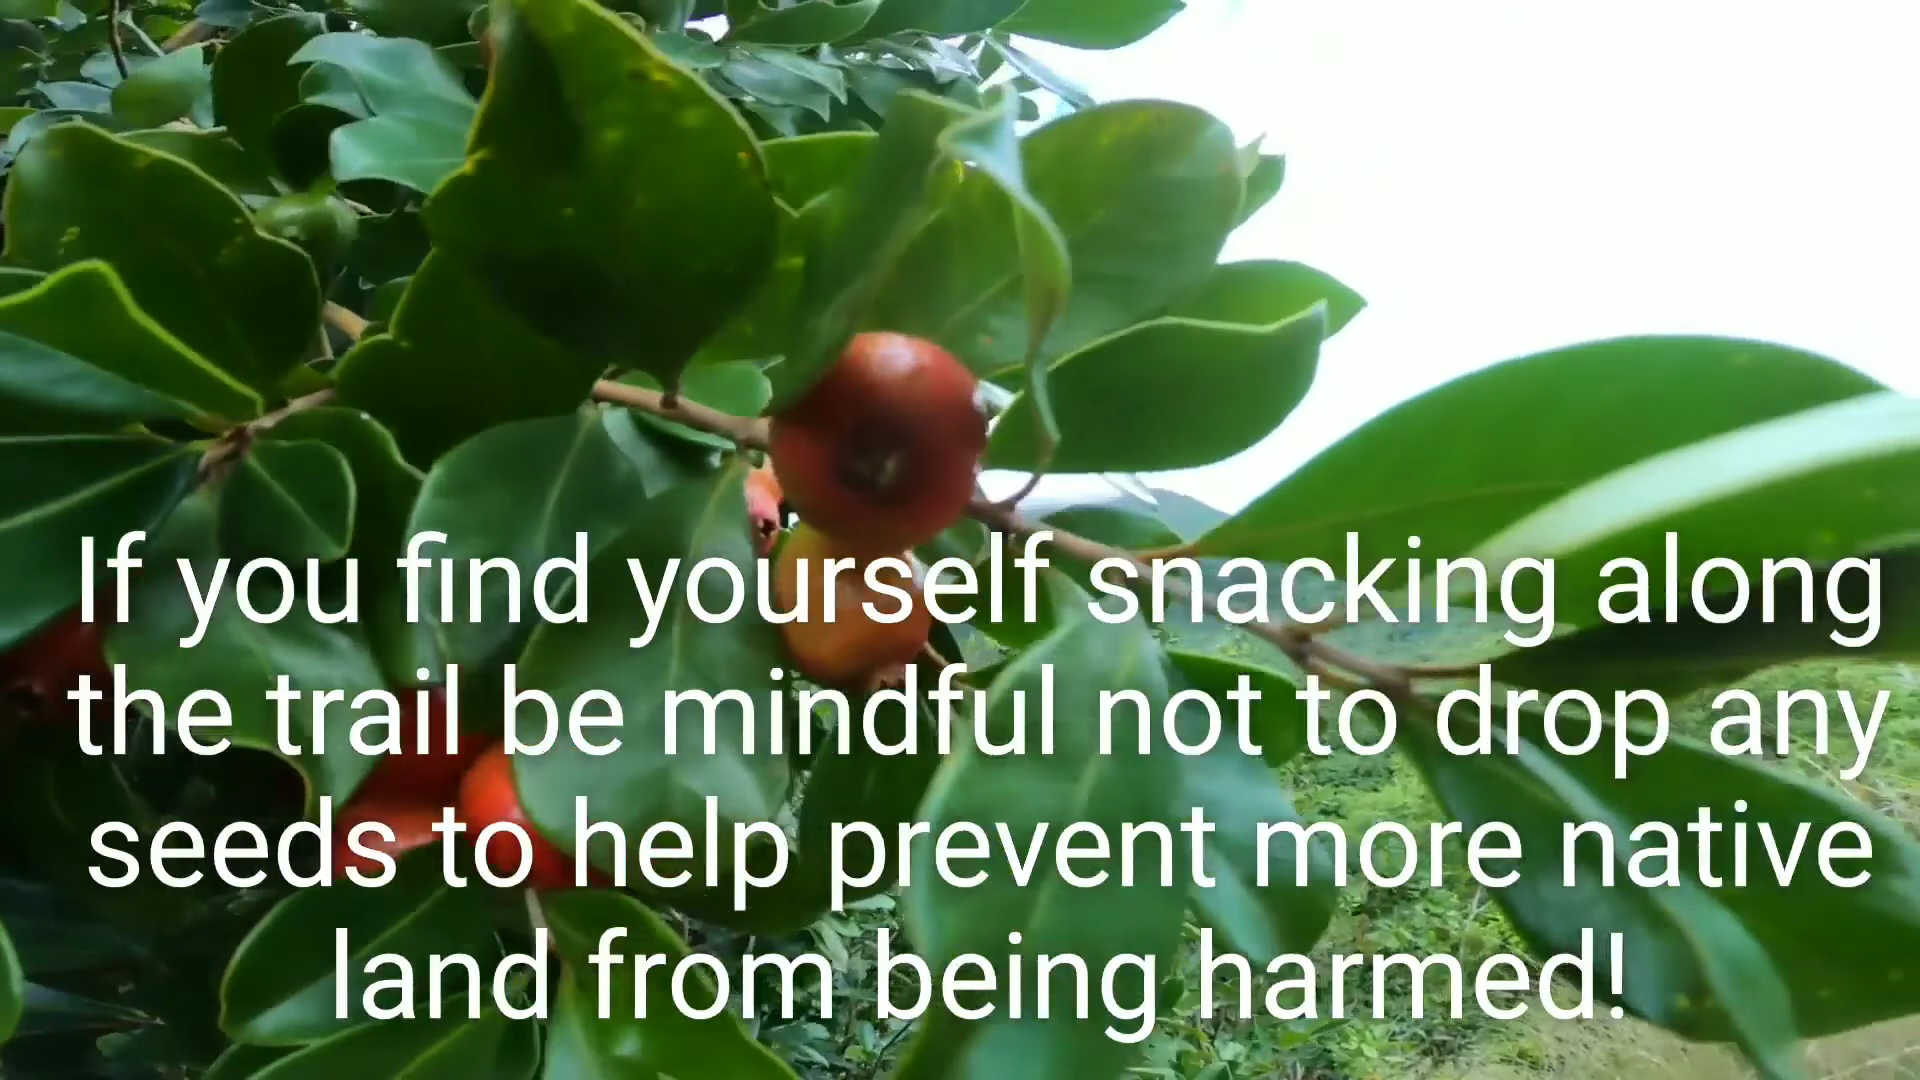 If you find yourself snacking along
the trail be mindful not to drop any
seeds to help prevent more native
land from being harmed!